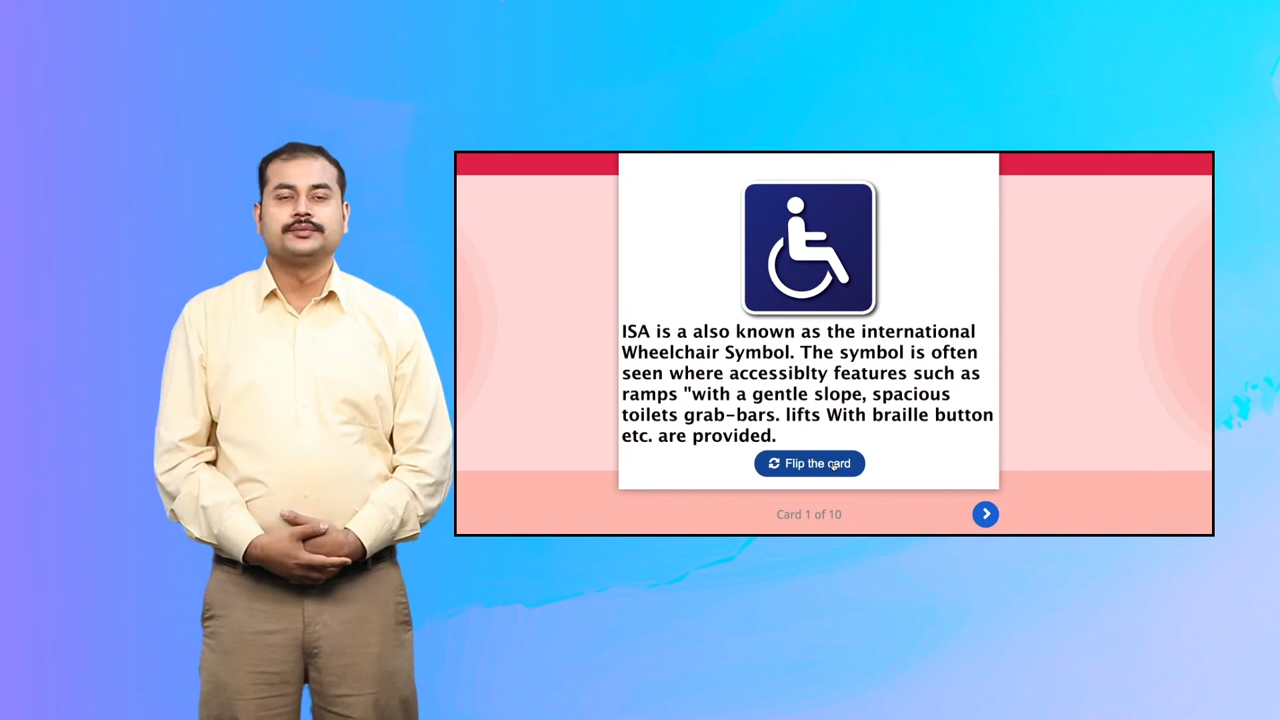 ISA is a also known as the international
Wheelchair Symbol. The symbol is often
seen where accessiblty features such as
ramps "with a gentle slope, spacious
toilets grab-bars. lifts With braille button
etc. are provided.
Flip the card
Card 1 of 10